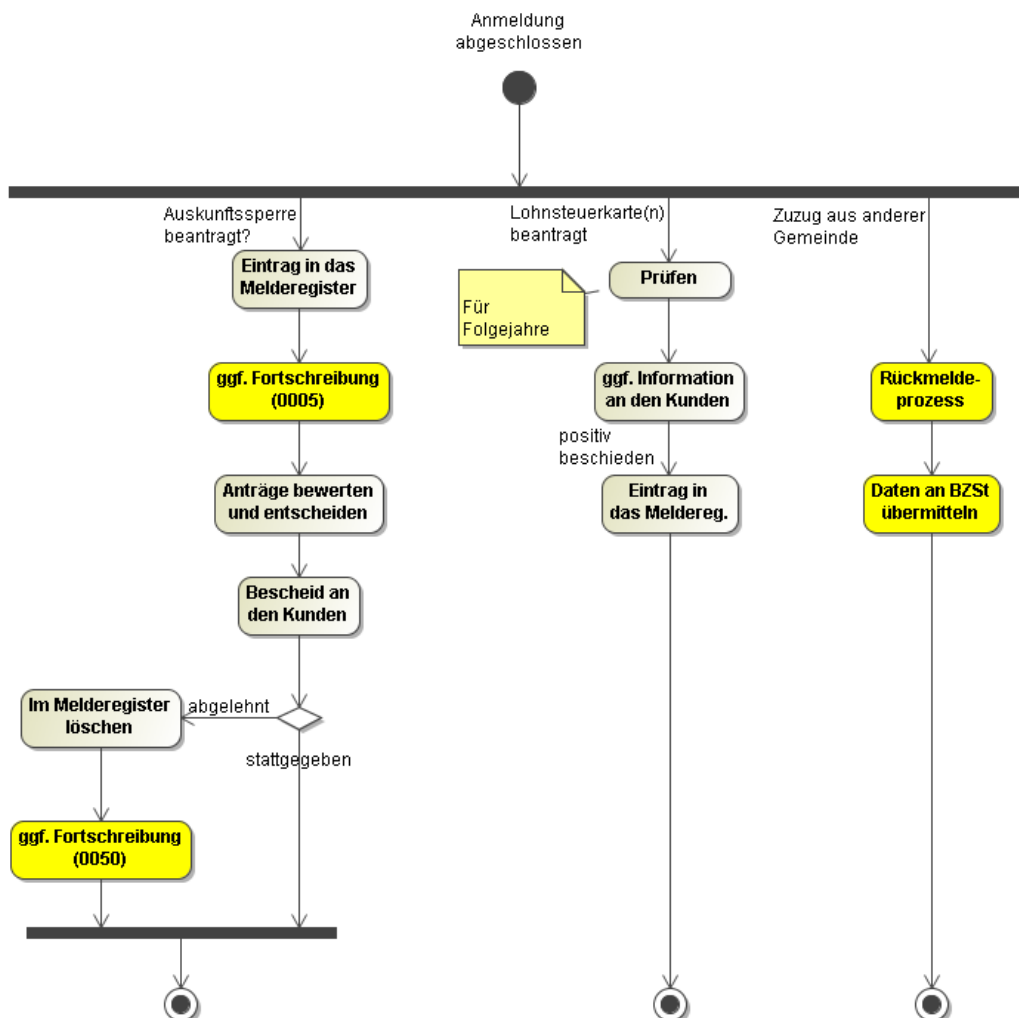 Anmeldung
abgeschlossen
Auskunftssperre
beantragt?
Eintrag in das
Melderegister
ggf. Fortschreibung
(0005)
Anträge bewerten
und entscheiden
Bescheid an
den Kunden
abgelehnt
Im Melderegister
löschen
stattgegeben
ggf. Fortschreibung
(0050)
Lohnsteuerkarte(n)
beantragt
Prüfen
Für
Folgejahre
ggf. Information
an den Kunden
positiv
beschieden
Eintrag in
das Meldereg.
Zuzug aus anderer
Gemeinde
Rückmelde-
prozess
Daten an BZSt
übermitteln